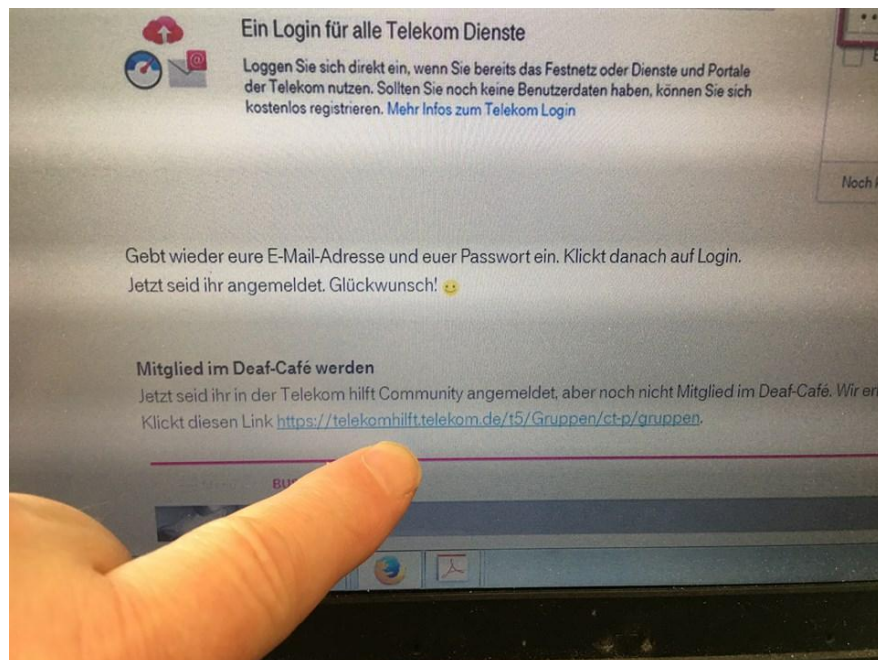 Ein Login für alle Telekom Dienste
Loggen Sie sich direkt ein, wenn Sie bereits das Festnetz oder Dienste und Portale
der Telekom nutzen. Sollten Sie noch keine Benutzerdaten haben, können Sie sich
kostenlos registrieren. Mehr Infos zum Telekom Login
Noch
Gebt wieder eure E-Mail-Adresse und euer Passwort ein. Klickt danach auf Login.
Jetzt seid ihr angemeldet. Glückwunsch!
Mitglied im Deaf-Café werden
Jetzt seid ihr in der Telekom hilft Community angemeldet, aber noch nicht Mitglied im Deaf-Café. Wir
Klickt diesen Link https://telekomhilft.telekom.de/t5/Gruppen/ct-p/gruppen.